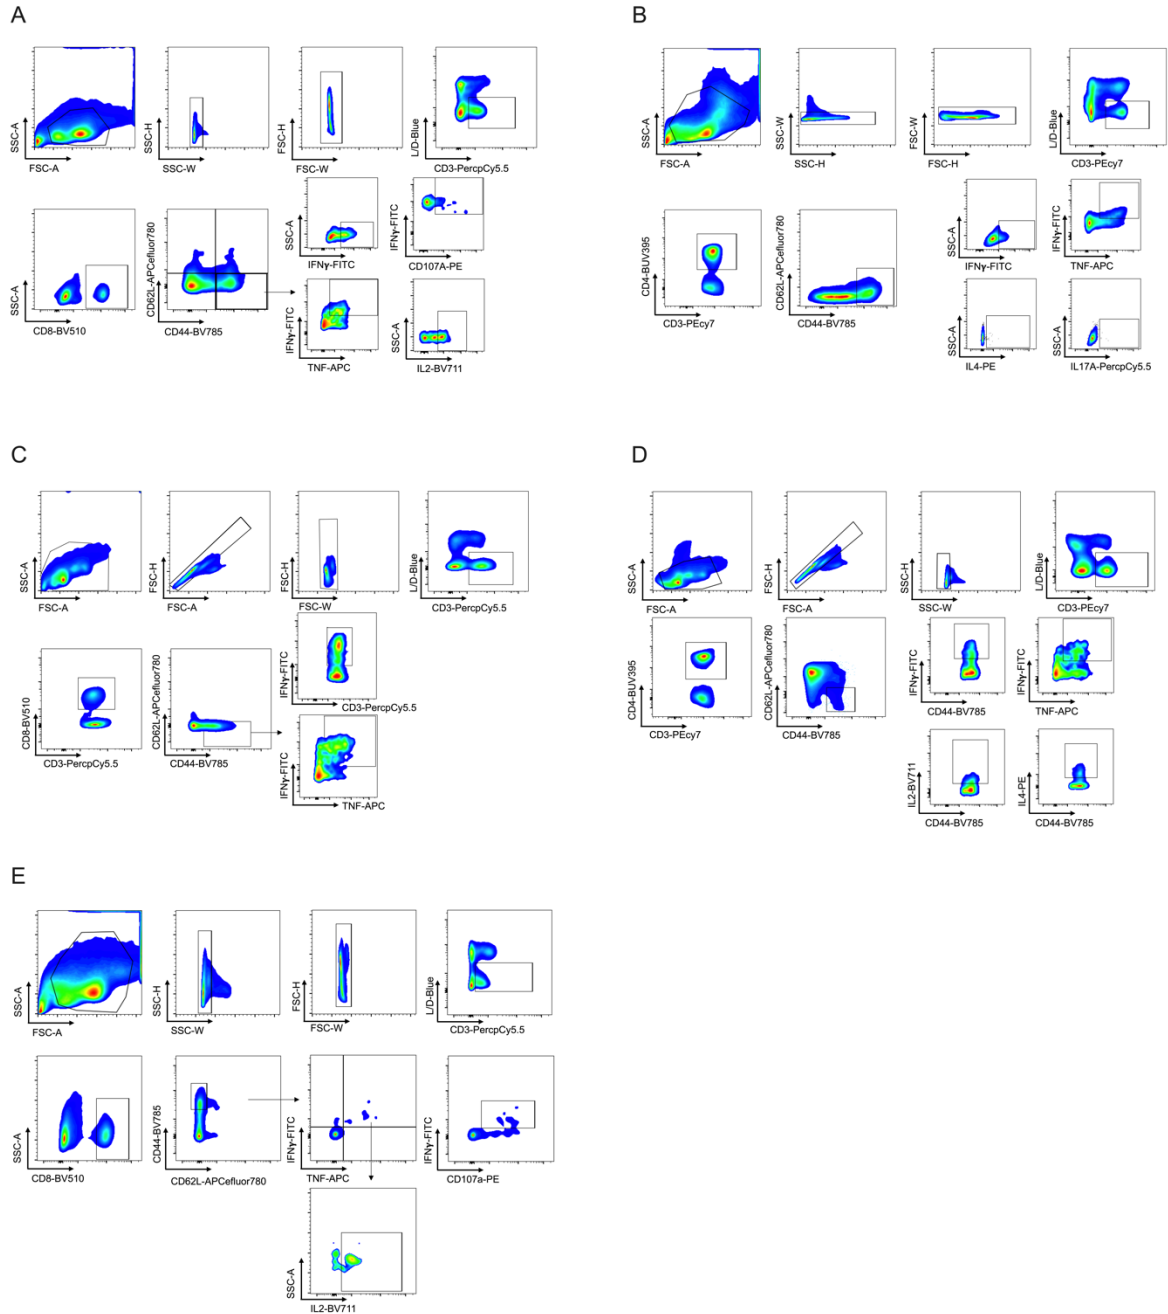 A
SSC-A
FSC-A
SSC-H
SSC-W
FSC-H
FSC-W
L/D-Blue
CD3-PercpCy5.5
SSC-A
CD8-BV510
CD62L-APCefluor780
CD44-BV785
SSC-A
IFNγ-FITC
IFNγ-FITC
CD107A-PE
IFNγ-FITC
TNF-APC
SSC-A
IL2-BV711
B
SSC-A
FSC-A
SSC-W
SSC-H
FSC-W
FSC-H
L/D-Blue
CD3-PEcy7
CD4-BUV395
CD3-PEcy7
CD62L-APCefluor780
CD44-BV785
SSC-A
IFNγ-FITC
IFNγ-FITC
TNF-APC
SSC-A
IL4-PE
SSC-A
IL17A-PercpCy5.5
C
SSC-A
FSC-A
FSC-H
FSC-A
FSC-H
FSC-W
L/D-Blue
CD3-PercpCy5.5
CD8-BV510
CD3-PercpCy5.5
CD62L-APCefluor780
CD44-BV785
IFNγ-FITC
CD3-PercpCy5.5
IFNγ-FITC
TNF-APC
D
SSC-A
FSC-A
FSC-H
FSC-A
SSC-H
SSC-W
L/D-Blue
CD3-PEcy7
CD4-BUV395
CD3-PEcy7
CD62L-APCefluor780
CD44-BV785
IFNγ-FITC
CD44-BV785
IFNγ-FITC
TNF-APC
IL2-BV711
CD44-BV785
IL4-PE
CD44-BV785
E
SSC-A
FSC-A
SSC-H
SSC-W
FSC-H
FSC-W
L/D-Blue
CD3-PercpCy5.5
SSC-A
CD8-BV510
CD44-BV785
CD62L-APCefluor780
IFNγ-FITC
TNF-APC
IFNγ-FITC
CD107a-PE
SSC-A
IL2-BV711